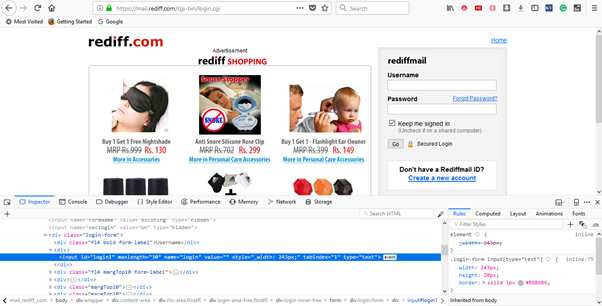 https://mail.rediff.com/cgi-bin/login.cgi
Search
Most Visited Getting Started Google
rediff.com
Home
Advertisement
rediff SHOPPING
Snore Stopper
SNORE
Buy 1 Get 1 Free Nightshade
MRP Rs.999 Rs. 130
More in Accessories
Anti Snore Silicone Nose Clip
MRP Rs.702 Rs. 299
More in Personal Care Accessories
Buy 1 Get 1 - Flashlight Ear Cleaner
MRP Rs.399 Rs. 149
More in Personal Care Accessories
rediffmail
Username
Password Forgot Password?
Keep me signed in
(Uncheck if on a shared computer)
Go Secured Login
Don't have a Rediffmail ID?
Create a new account
Inspector Console Debugger Style Editor Performance Memory Network Storage
Search HTML
Rules Computed Layout Animations Fonts
Filter Styles
<input name="FormName" value="existing" type="hidden">
<input name="seclogin" value="on" type="hidden">
<div class="login-form">
<div class="f14 bold form-label">Username</div>
<div>
<input id="login1" maxlength="30" name="login" value="" style="_width: 243px;" tabindex="1" type="text"> event
</div>
<div class="f14 margTop10 form-label"></div>
<div></div>
<div class="margTop10"></div>
element { inline
_width: 243px;
}
.login-form input[type="text"] { inline:75
width: 243px;
height: 20px;
border: solid 1px #868686;
Inherited from body
mail_rediff_com body div.wrapper div.content-area div.rhs-area.floatR div.login-area-free.floatR div.login-inner-free form div.login-form div input#login1